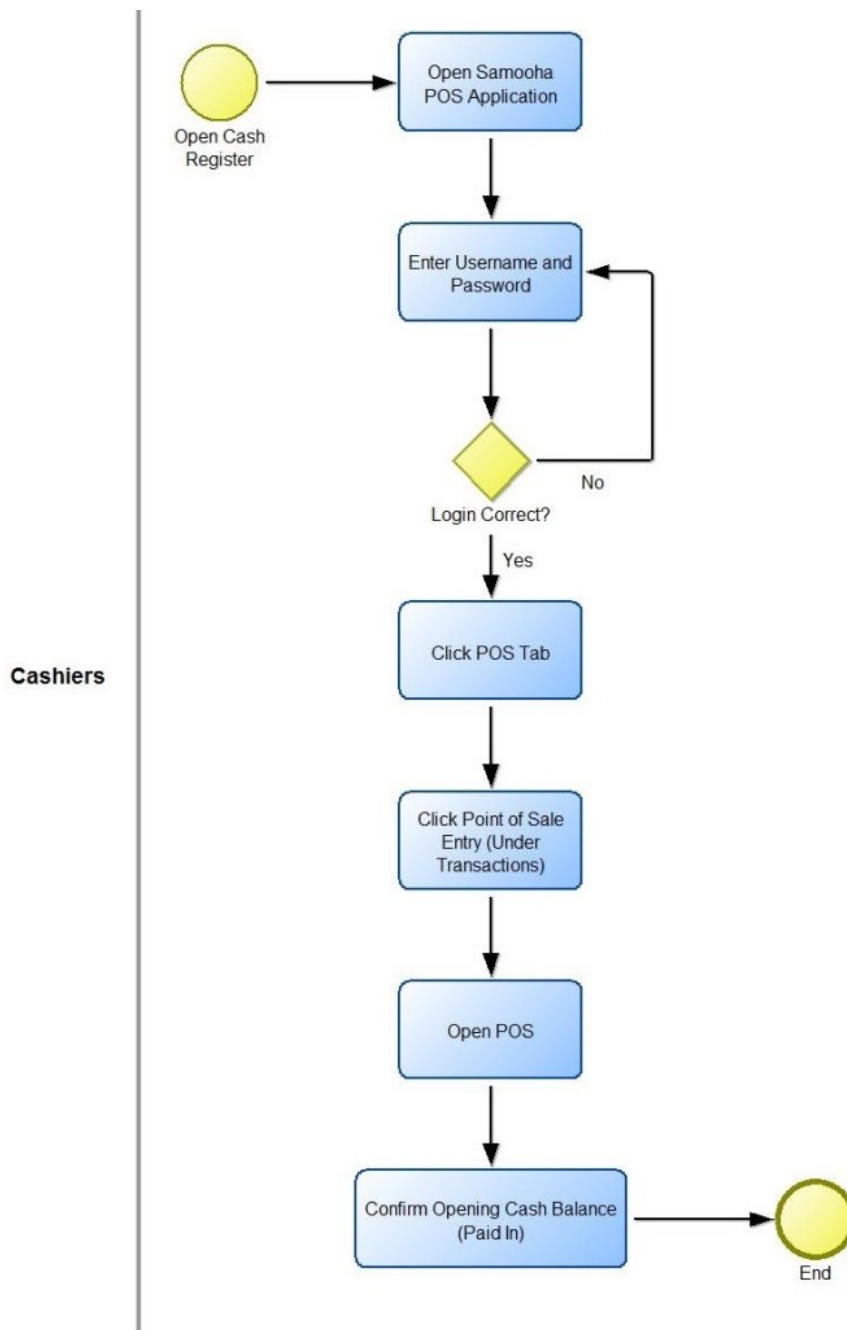 Open Samooha
POS Application
Open Cash
Register
Enter Username and
Password
No
Login Correct?
Yes
Click POS Tab
Cashiers
Click Point of Sale
Entry (Under
Transactions)
Open POS
Confirm Opening Cash Balance
(Paid In)
End